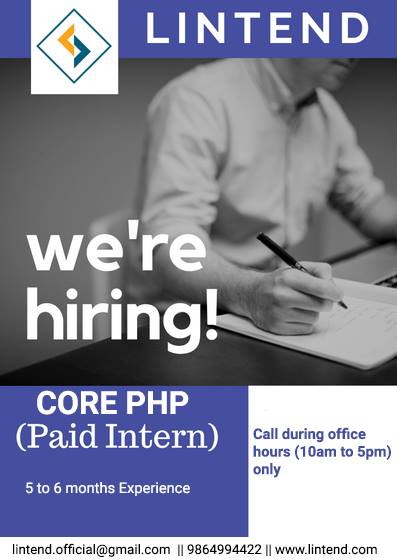 LINTEND
we're
hiring!
CORE PHP
(Paid Intern)
5 to 6 months Experience
Call during office
hours (10am to 5pm)
only
lintend.official@gmail.com || 9864994422 || www.lintend.com